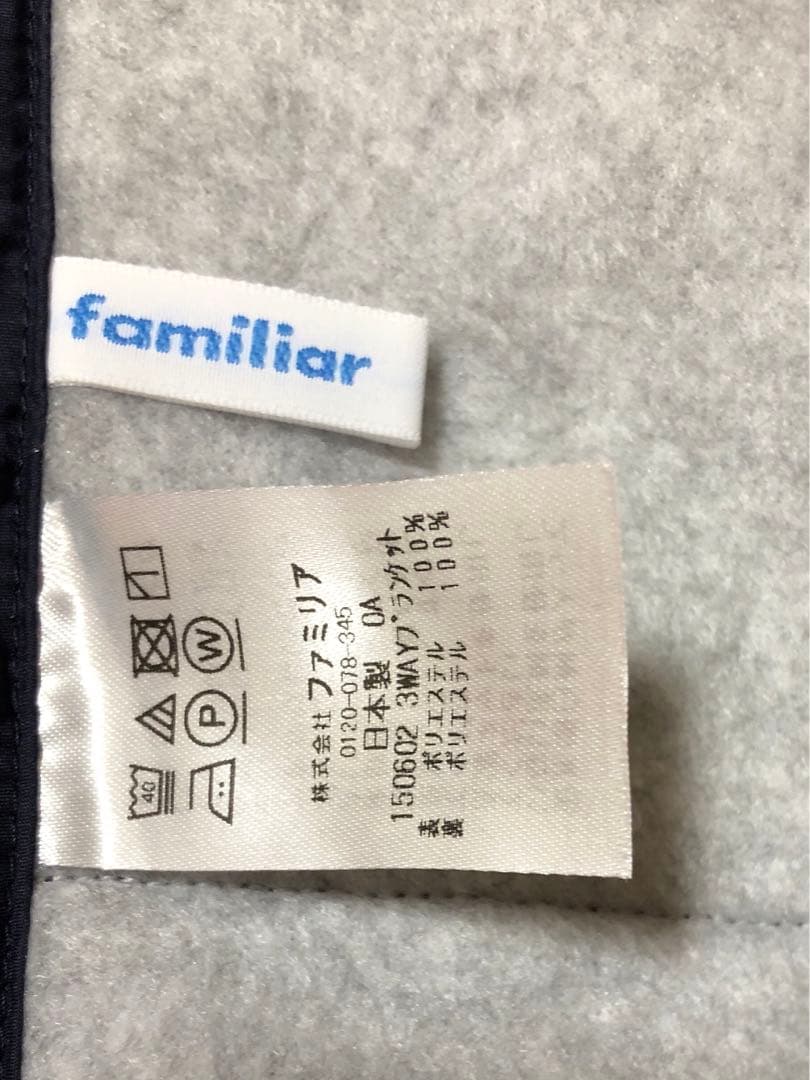 familiar
40
P
W
株式会社 ファミリア
0120-078-345
日本製 0A
150602 3WAYブランケット
表 ポリエステル 100%
裏 ポリエステル 100%